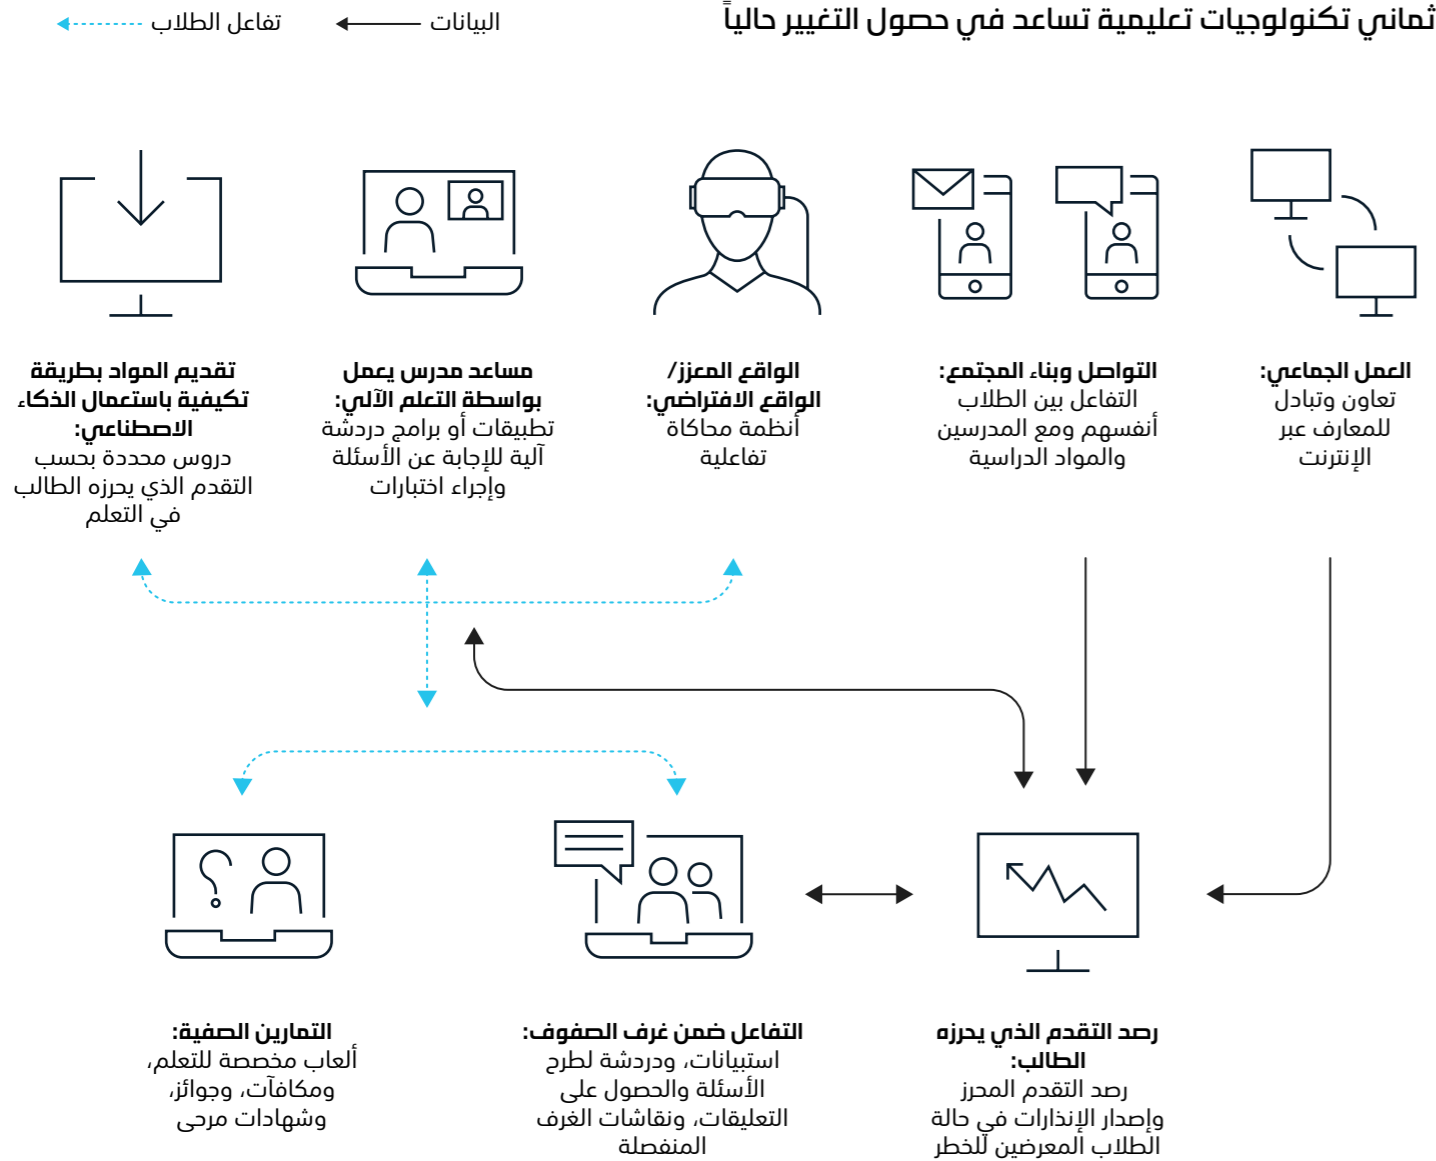 ثماني تكنولوجيات تعليمية تساعد في حصول التغيير حالياً
البيانات
تفاعل الطلاب
العمل الجماعي:
تعاون وتبادل
للمعارف عبر
الإنترنت
التواصل وبناء المجتمع:
التفاعل بين الطلاب
أنفسهم ومع المدرسين
والمواد الدراسية
الواقع المعزز/
الواقع الافتراضي:
أنظمة محاكاة
تفاعلية
مساعد مدرس يعمل
بواسطة التعلم الآلي:
تطبيقات أو برامج دردشة
آلية للإجابة عن الأسئلة
وإجراء اختبارات
تقديم المواد بطريقة
تكيفية باستعمال الذكاء
الاصطناعي:
دروس محددة بحسب
التقدم الذي يحرزه الطالب
في التعلم
رصد التقدم الذي يحرزه
الطالب:
رصد التقدم المحرز
وإصدار الإنذارات في حالة
الطلاب المعرضين للخطر
التفاعل ضمن غرف الصفوف:
استبيانات، ودردشة لطرح
الأسئلة والحصول على
التعليقات، ونقاشات الغرف
المنفصلة
التمارين الصفية:
ألعاب مخصصة للتعلم،
ومكافآت، وجوائز،
وشهادات مرحى